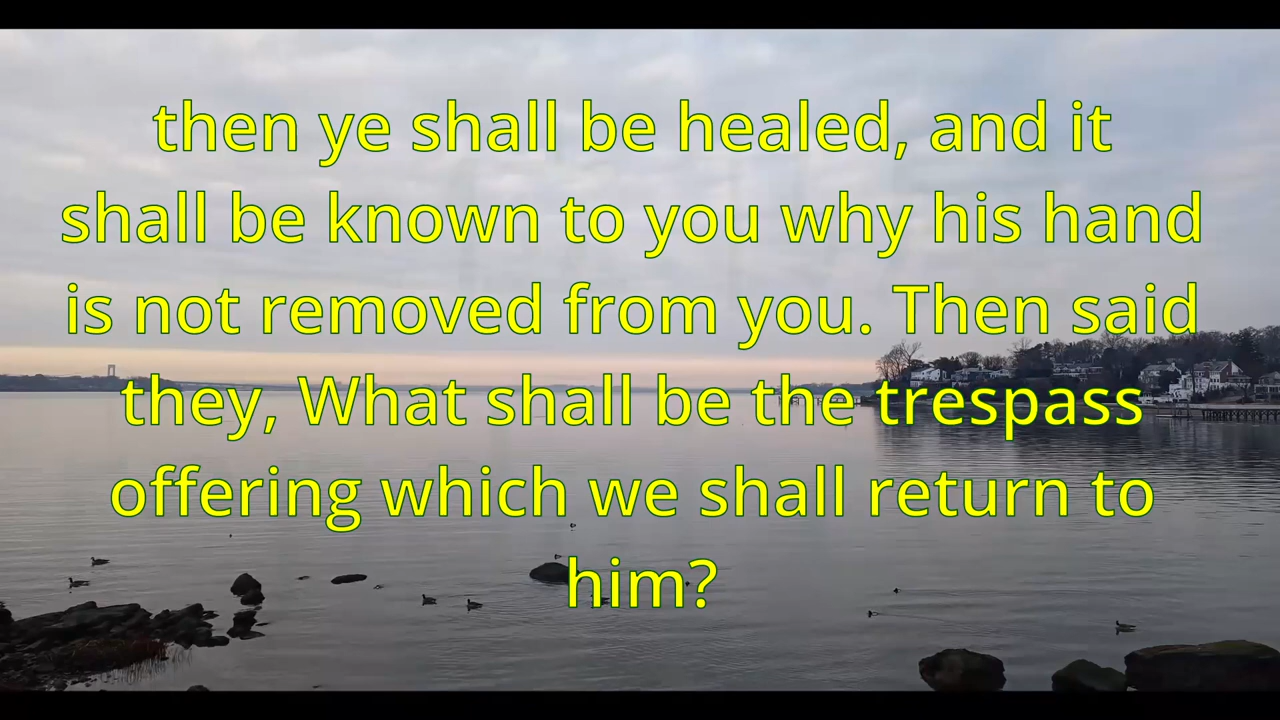 then ye shall be healed, and it
shall be known to you why his hand
is not removed from you. Then said
they, What shall be the trespass
offering which we shall return to
him?